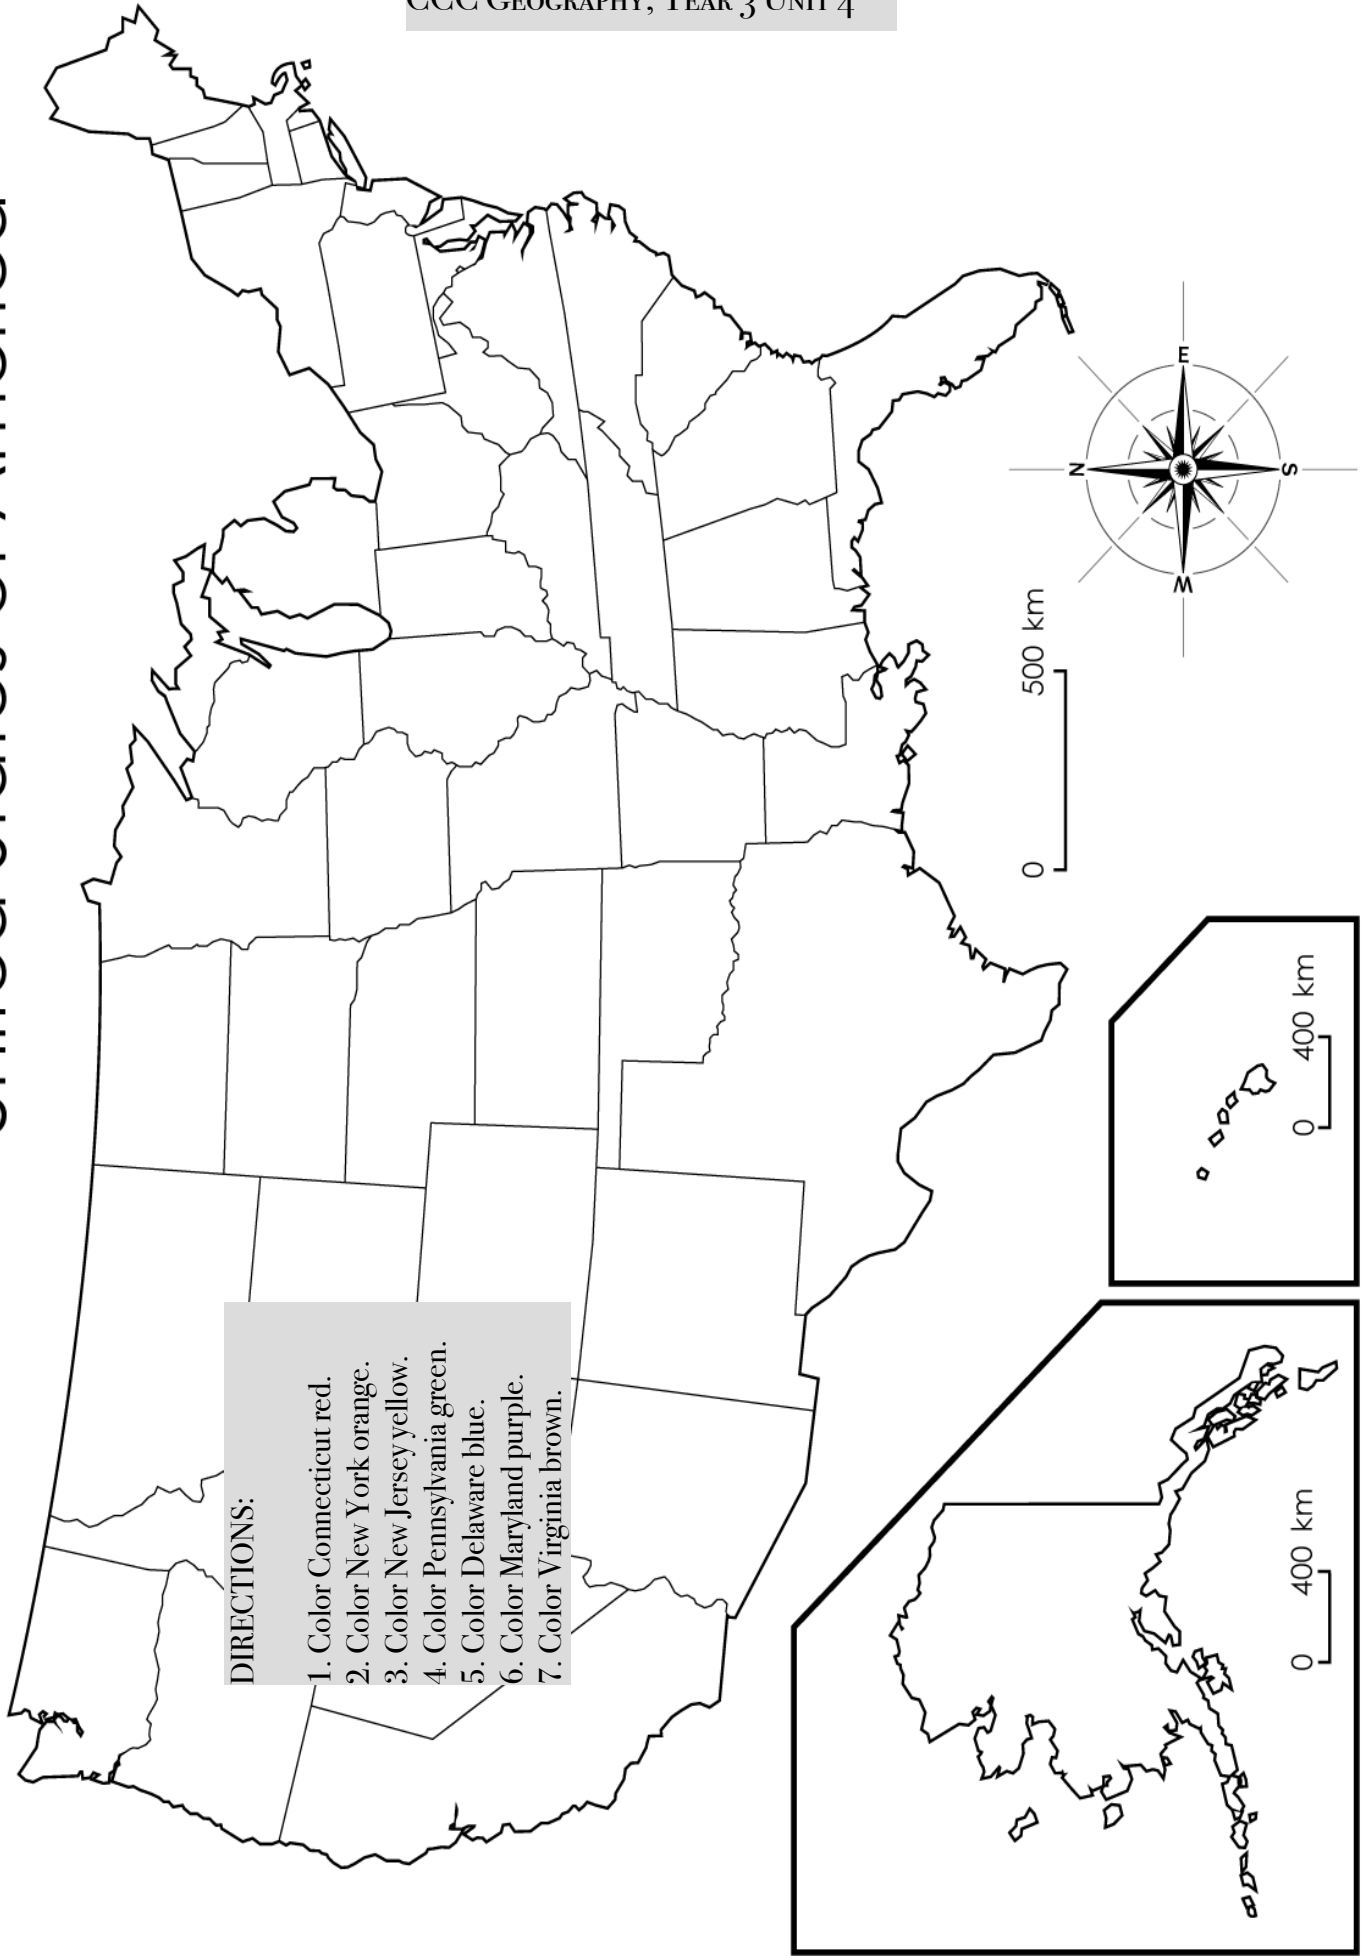 CCC Geography, Year 3 Unit 4
United States of America
DIRECTIONS:
1. Color Connecticut red.
2. Color New York orange.
3. Color New Jersey yellow.
4. Color Pennsylvania green.
5. Color Delaware blue.
6. Color Maryland purple.
7. Color Virginia brown.
N
E
S
W
0 500 km
0 400 km
0 400 km